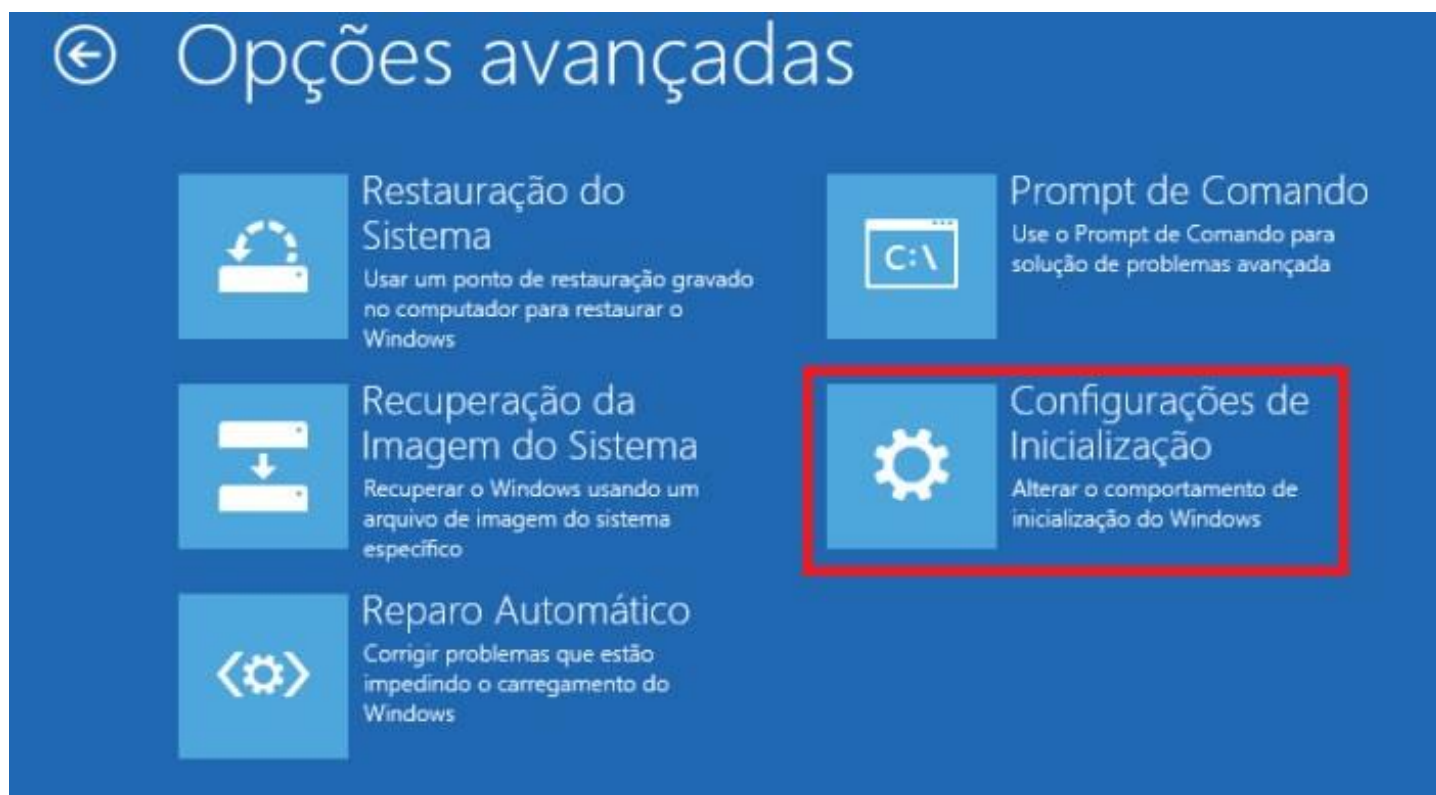 Opções avançadas
Restauração do
Sistema
Usar um ponto de restauração gravado
no computador para restaurar o
Windows
Prompt de Comando
Use o Prompt de Comando para
solução de problemas avançada
C:\
Recuperação da
Imagem do Sistema
Recuperar o Windows usando um
arquivo de imagem do sistema
específico
Configurações de
Inicialização
Alterar o comportamento de
inicialização do Windows
Reparo Automático
Corrigir problemas que estão
impedindo o carregamento do
Windows